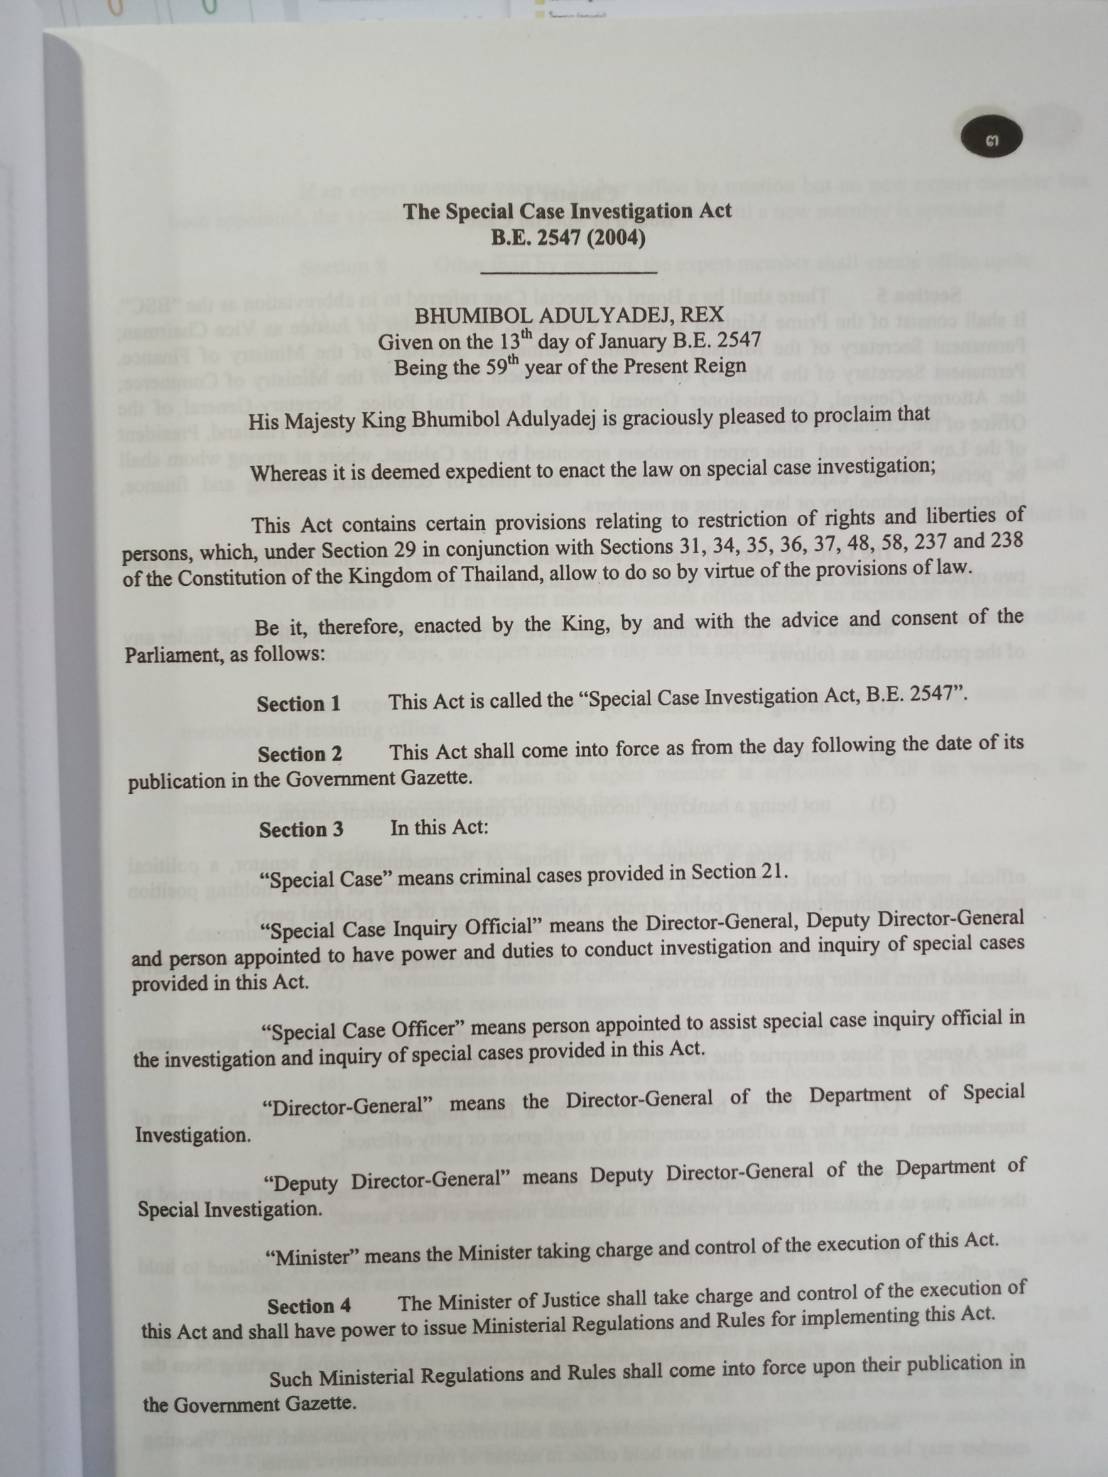 ๓
The Special Case Investigation Act
B.E. 2547 (2004)
BHUMIBOL ADULYADEJ, REX
Given on the 13th day of January B.E. 2547
Being the 59th year of the Present Reign
His Majesty King Bhumibol Adulyadej is graciously pleased to proclaim that
Whereas it is deemed expedient to enact the law on special case investigation;
This Act contains certain provisions relating to restriction of rights and liberties of
persons, which, under Section 29 in conjunction with Sections 31, 34, 35, 36, 37, 48, 58, 237 and 238
of the Constitution of the Kingdom of Thailand, allow to do so by virtue of the provisions of law.
Be it, therefore, enacted by the King, by and with the advice and consent of the
Parliament, as follows:
Section 1 This Act is called the “Special Case Investigation Act, B.E. 2547”.
Section 2 This Act shall come into force as from the day following the date of its
publication in the Government Gazette.
Section 3 In this Act:
“Special Case” means criminal cases provided in Section 21.
“Special Case Inquiry Official” means the Director-General, Deputy Director-General
and person appointed to have power and duties to conduct investigation and inquiry of special cases
provided in this Act.
“Special Case Officer” means person appointed to assist special case inquiry official in
the investigation and inquiry of special cases provided in this Act.
“Director-General” means the Director-General of the Department of Special
Investigation.
“Deputy Director-General” means Deputy Director-General of the Department of
Special Investigation.
“Minister” means the Minister taking charge and control of the execution of this Act.
Section 4 The Minister of Justice shall take charge and control of the execution of
this Act and shall have power to issue Ministerial Regulations and Rules for implementing this Act.
Such Ministerial Regulations and Rules shall come into force upon their publication in
the Government Gazette.